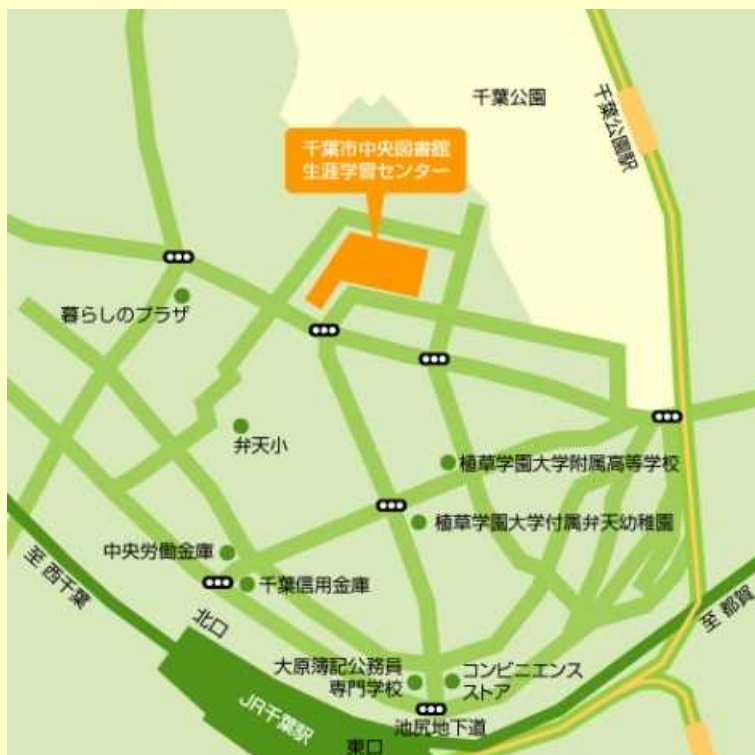 千葉公園
千葉公園駅
千葉市中央図書館
生涯学習センター
暮らしのプラザ
弁天小
植草学園大学附属高等学校
植草学園大学付属弁天幼稚園
中央労働金庫
千葉信用金庫
至 西千葉
至 都賀
北口
大原簿記公務員
専門学校
コンビニエンス
ストア
JR千葉駅
池尻地下道
東口